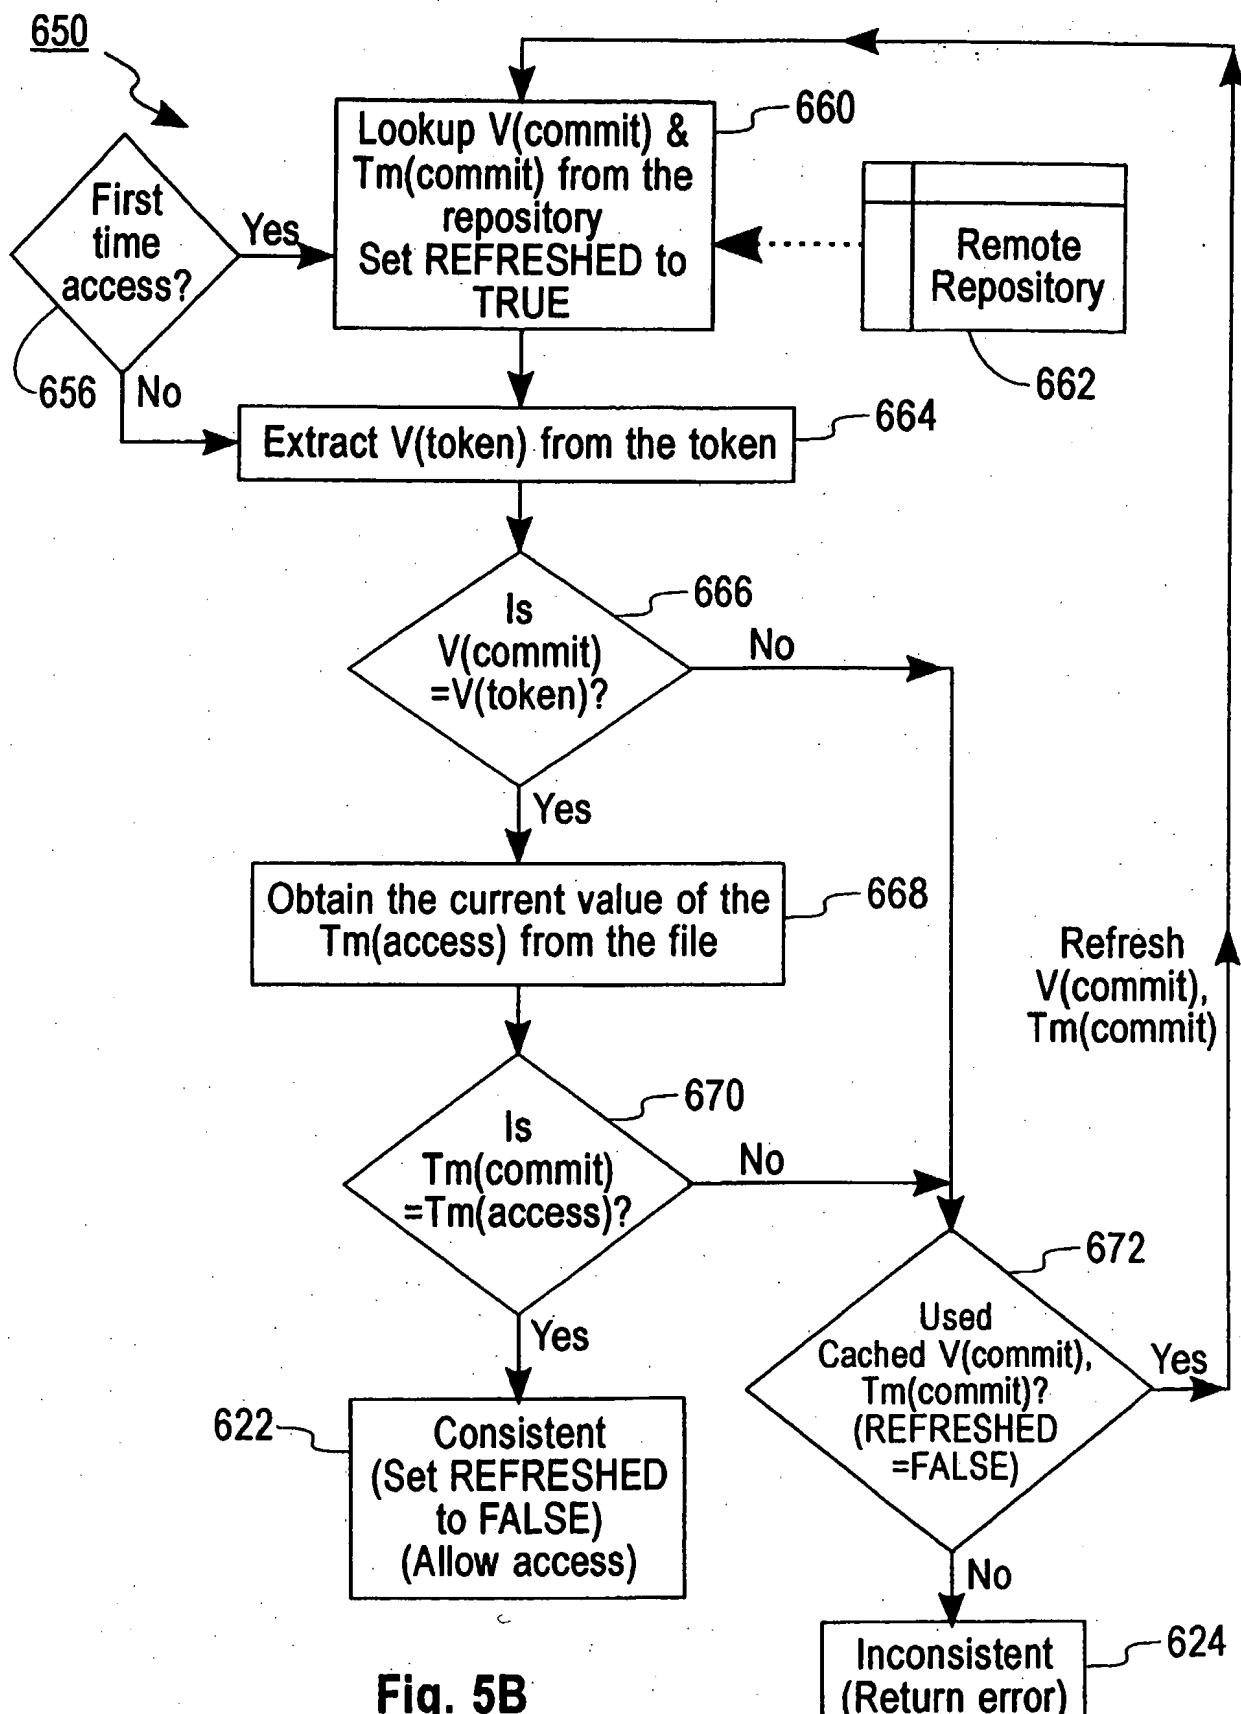 650
660
Lookup V(commit) &
Tm(commit) from the
repository
Set REFRESHED to
TRUE
First
time
access?
Yes
Remote
Repository
656
No
662
664
Extract V(token) from the token
666
Is
V(commit)
=V(token)?
No
Yes
668
Obtain the current value of the
Tm(access) from the file
Refresh
V(commit),
Tm(commit)
670
Is
Tm(commit)
=Tm(access)?
No
672
Yes
Used
Cached V(commit),
Tm(commit)?
(REFRESHED
=FALSE)
Yes
622
Consistent
(Set REFRESHED
to FALSE)
(Allow access)
No
624
Inconsistent
(Return error)
Fig. 5B